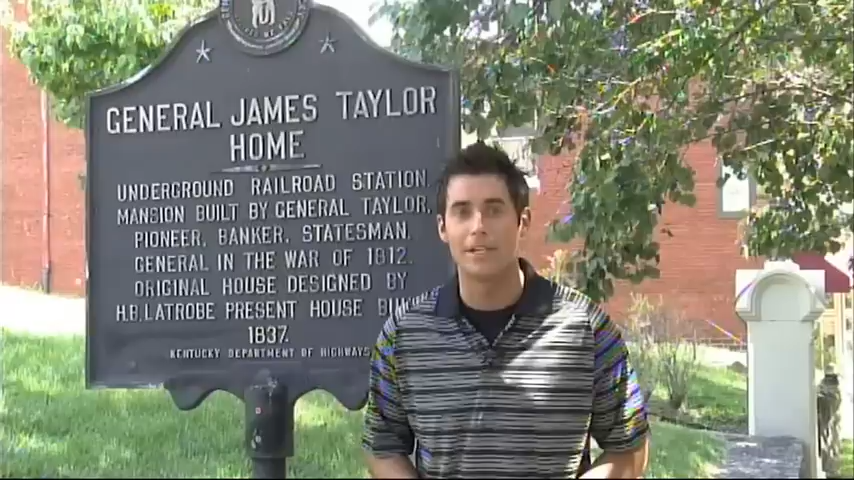 GENERAL JAMES TAYLOR
HOME
UNDERGROUND RAILROAD STATION.
MANSION BUILT BY GENERAL TAYLOR,
PIONEER, BANKER, STATESMAN,
GENERAL IN THE WAR OF 1812.
ORIGINAL HOUSE DESIGNED BY
H.B. LATROBE PRESENT HOUSE
1837.
KENTUCKY DEPARTMENT OF HIGHWAYS